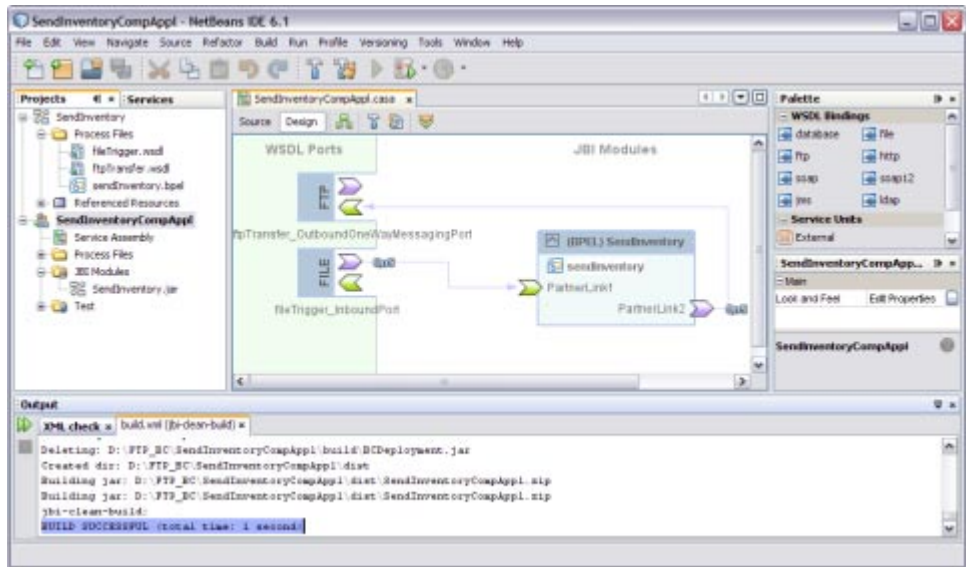 SendInventoryCompAppl - NetBeans IDE 6.1
File Edit View Navigate Source Refactor Build Run Profile Versioning Tools Window Help
Projects
Services
SendInventory
Process Files
fileTrigger.wsdl
ftpTransfer.wsdl
sendInventory.bpel
Referenced Resources
SendInventoryCompAppl
Service Assembly
Process Files
JBI Modules
SendInventory.jar
Test
SendInventoryCompAppl.casa
Source Design
WSDL Ports
JBI Modules
FTP
ftpTransfer_OutboundOneWayMessagingPort
FILE
fileTrigger_InboundPort
(BPEL) SendInventory
sendInventory
PartnerLink1
PartnerLink2
Palette
WSDL Bindings
database file
ftp http
soap soap12
jms ldap
Service Units
External
SendInventoryCompApp...
Main
Look and Feel Edit Properties
SendInventoryCompAppl
Output
XML check build.xml (jbi-clean-build)
Deleting: D:\FTP_BC\SendInventoryCompAppl\build\BCDeployment.jar
Created dir: D:\FTP_BC\SendInventoryCompAppl\dist
Building jar: D:\FTP_BC\SendInventoryCompAppl\dist\SendInventoryCompAppl.zip
Building jar: D:\FTP_BC\SendInventoryCompAppl\dist\SendInventoryCompAppl.zip
jbi-clean-build:
BUILD SUCCESSFUL (total time: 1 second)